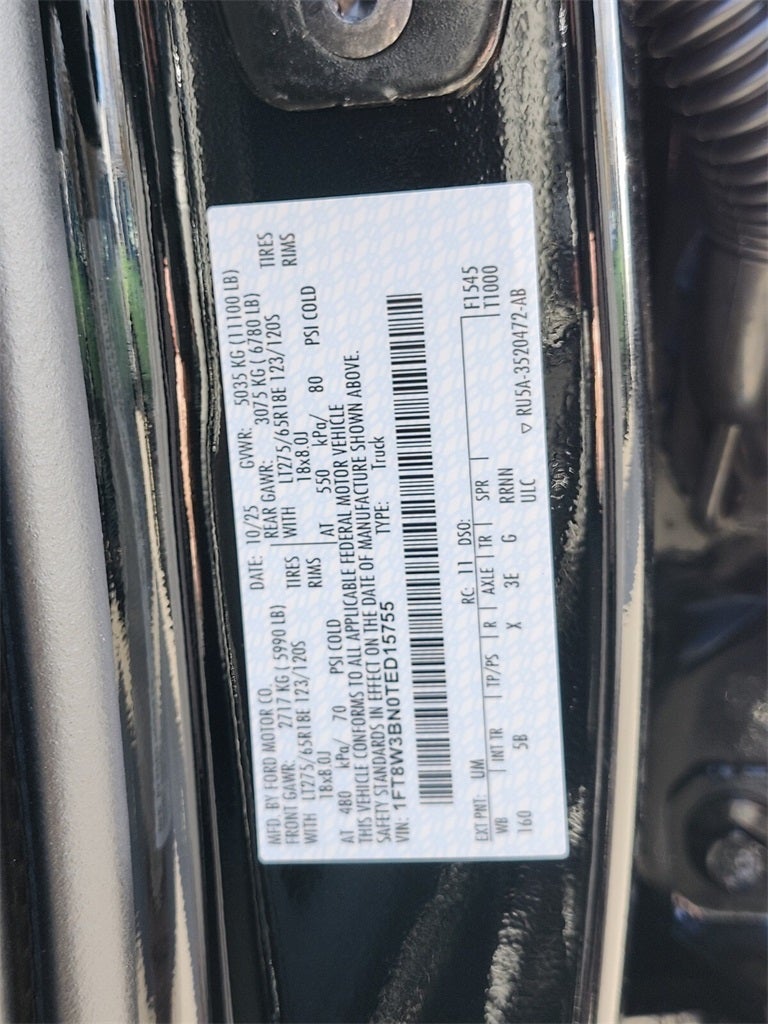 MFD. BY FORD MOTOR CO.
DATE: 10/25 GVWR: 5035 KG (11100 LB)
FRONT GAWR: 2717 KG ( 5990 LB)
REAR GAWR: 3075 KG ( 6780 LB)
WITH LT275/65R18E 123/120S TIRES
WITH LT275/65R18E 123/120S TIRES
18x8.0J RIMS
18x8.0J RIMS
AT 480 kPa/ 70 PSI COLD
AT 550 kPa/ 80 PSI COLD
THIS VEHICLE CONFORMS TO ALL APPLICABLE FEDERAL MOTOR VEHICLE
SAFETY STANDARDS IN EFFECT ON THE DATE OF MANUFACTURE SHOWN ABOVE.
VIN: 1FT8W3BN0TED15755 TYPE: Truck
F1545
T1000
EXT PNT: UM RC: 11 DSO:
WB INT TR TP/PS R AXLE TR SPR
160 5B X 3E G RRNN
ULC
▽ RU5A-3520472-AB